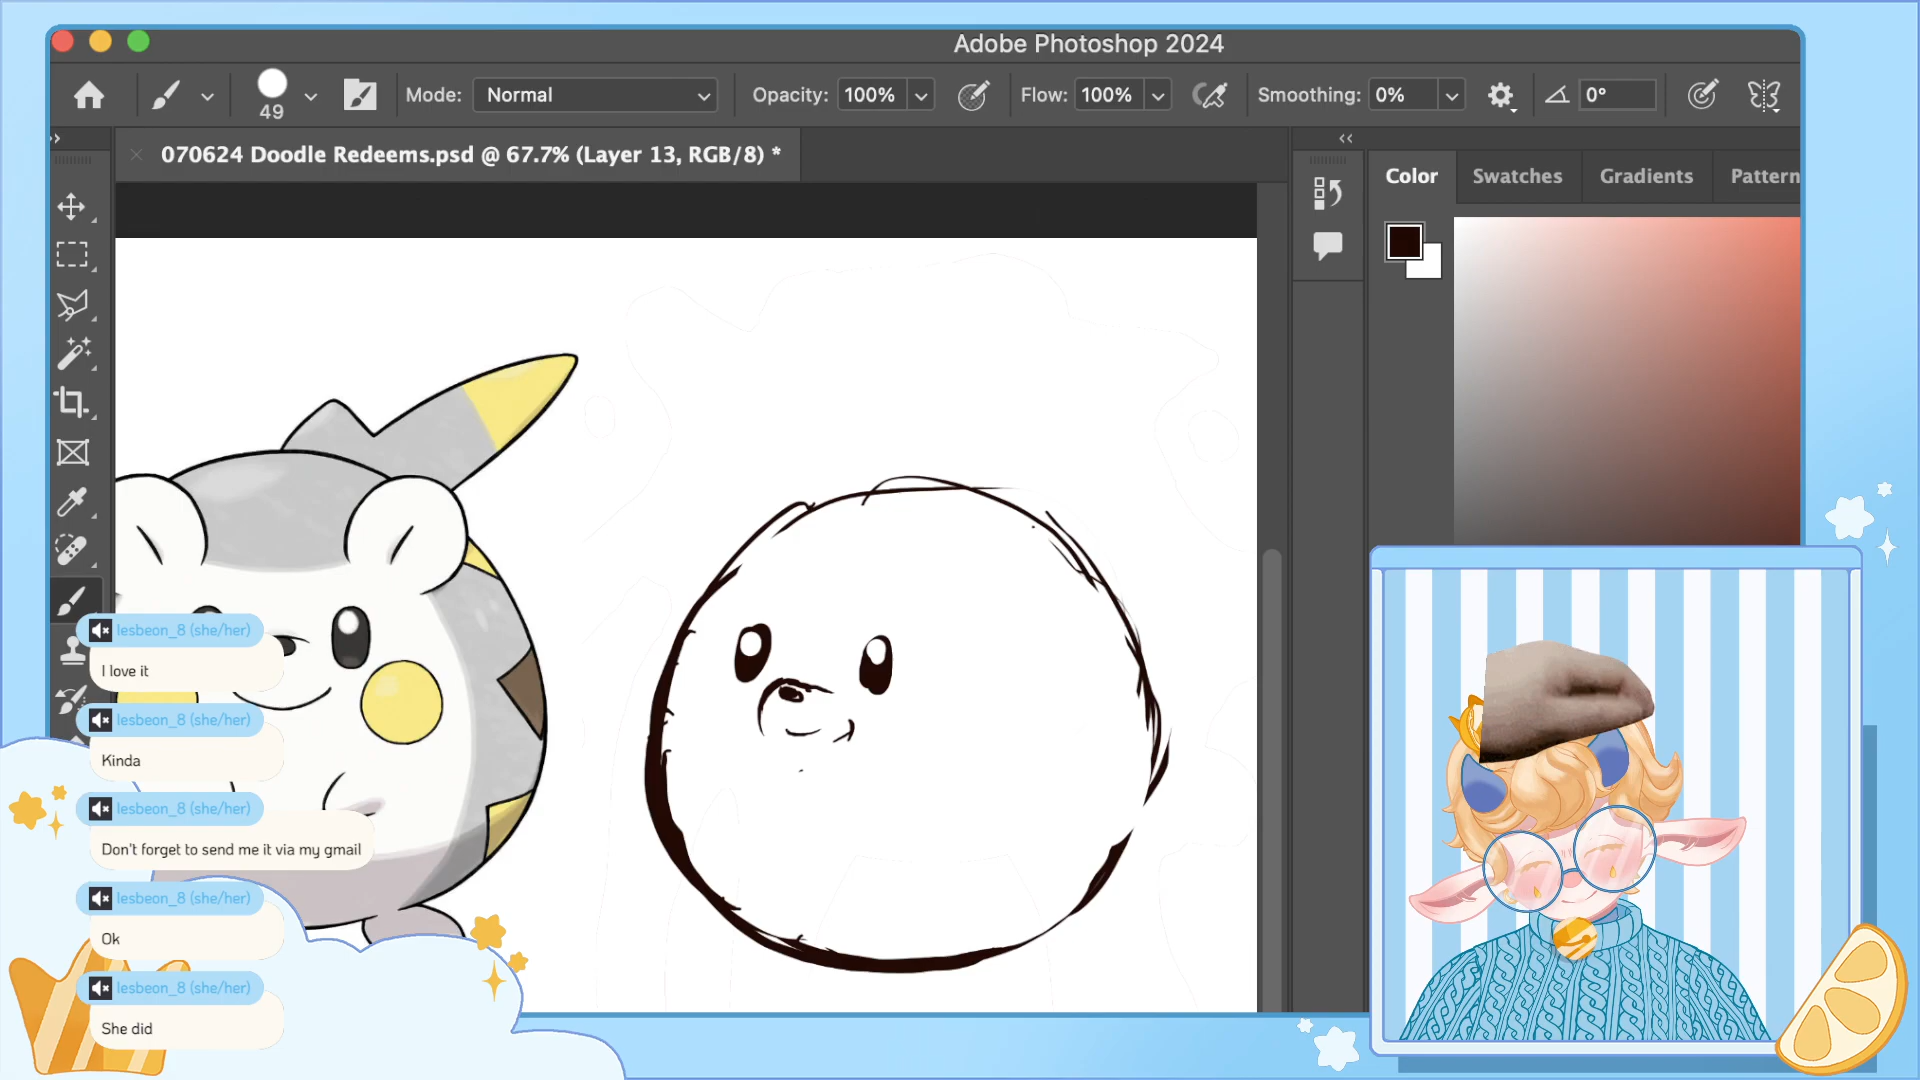 Adobe Photoshop 2024
49
Mode: Normal
Opacity: 100%
Flow: 100%
Smoothing: 0%
0°
070624 Doodle Redeems.psd @ 67.7% (Layer 13, RGB/8) *
Color
Swatches
Gradients
Pattern
lesbeon_8 (she/her)
I love it
lesbeon_8 (she/her)
Kinda
lesbeon_8 (she/her)
Don't forget to send me it via my gmail
lesbeon_8 (she/her)
Ok
lesbeon_8 (she/her)
She did